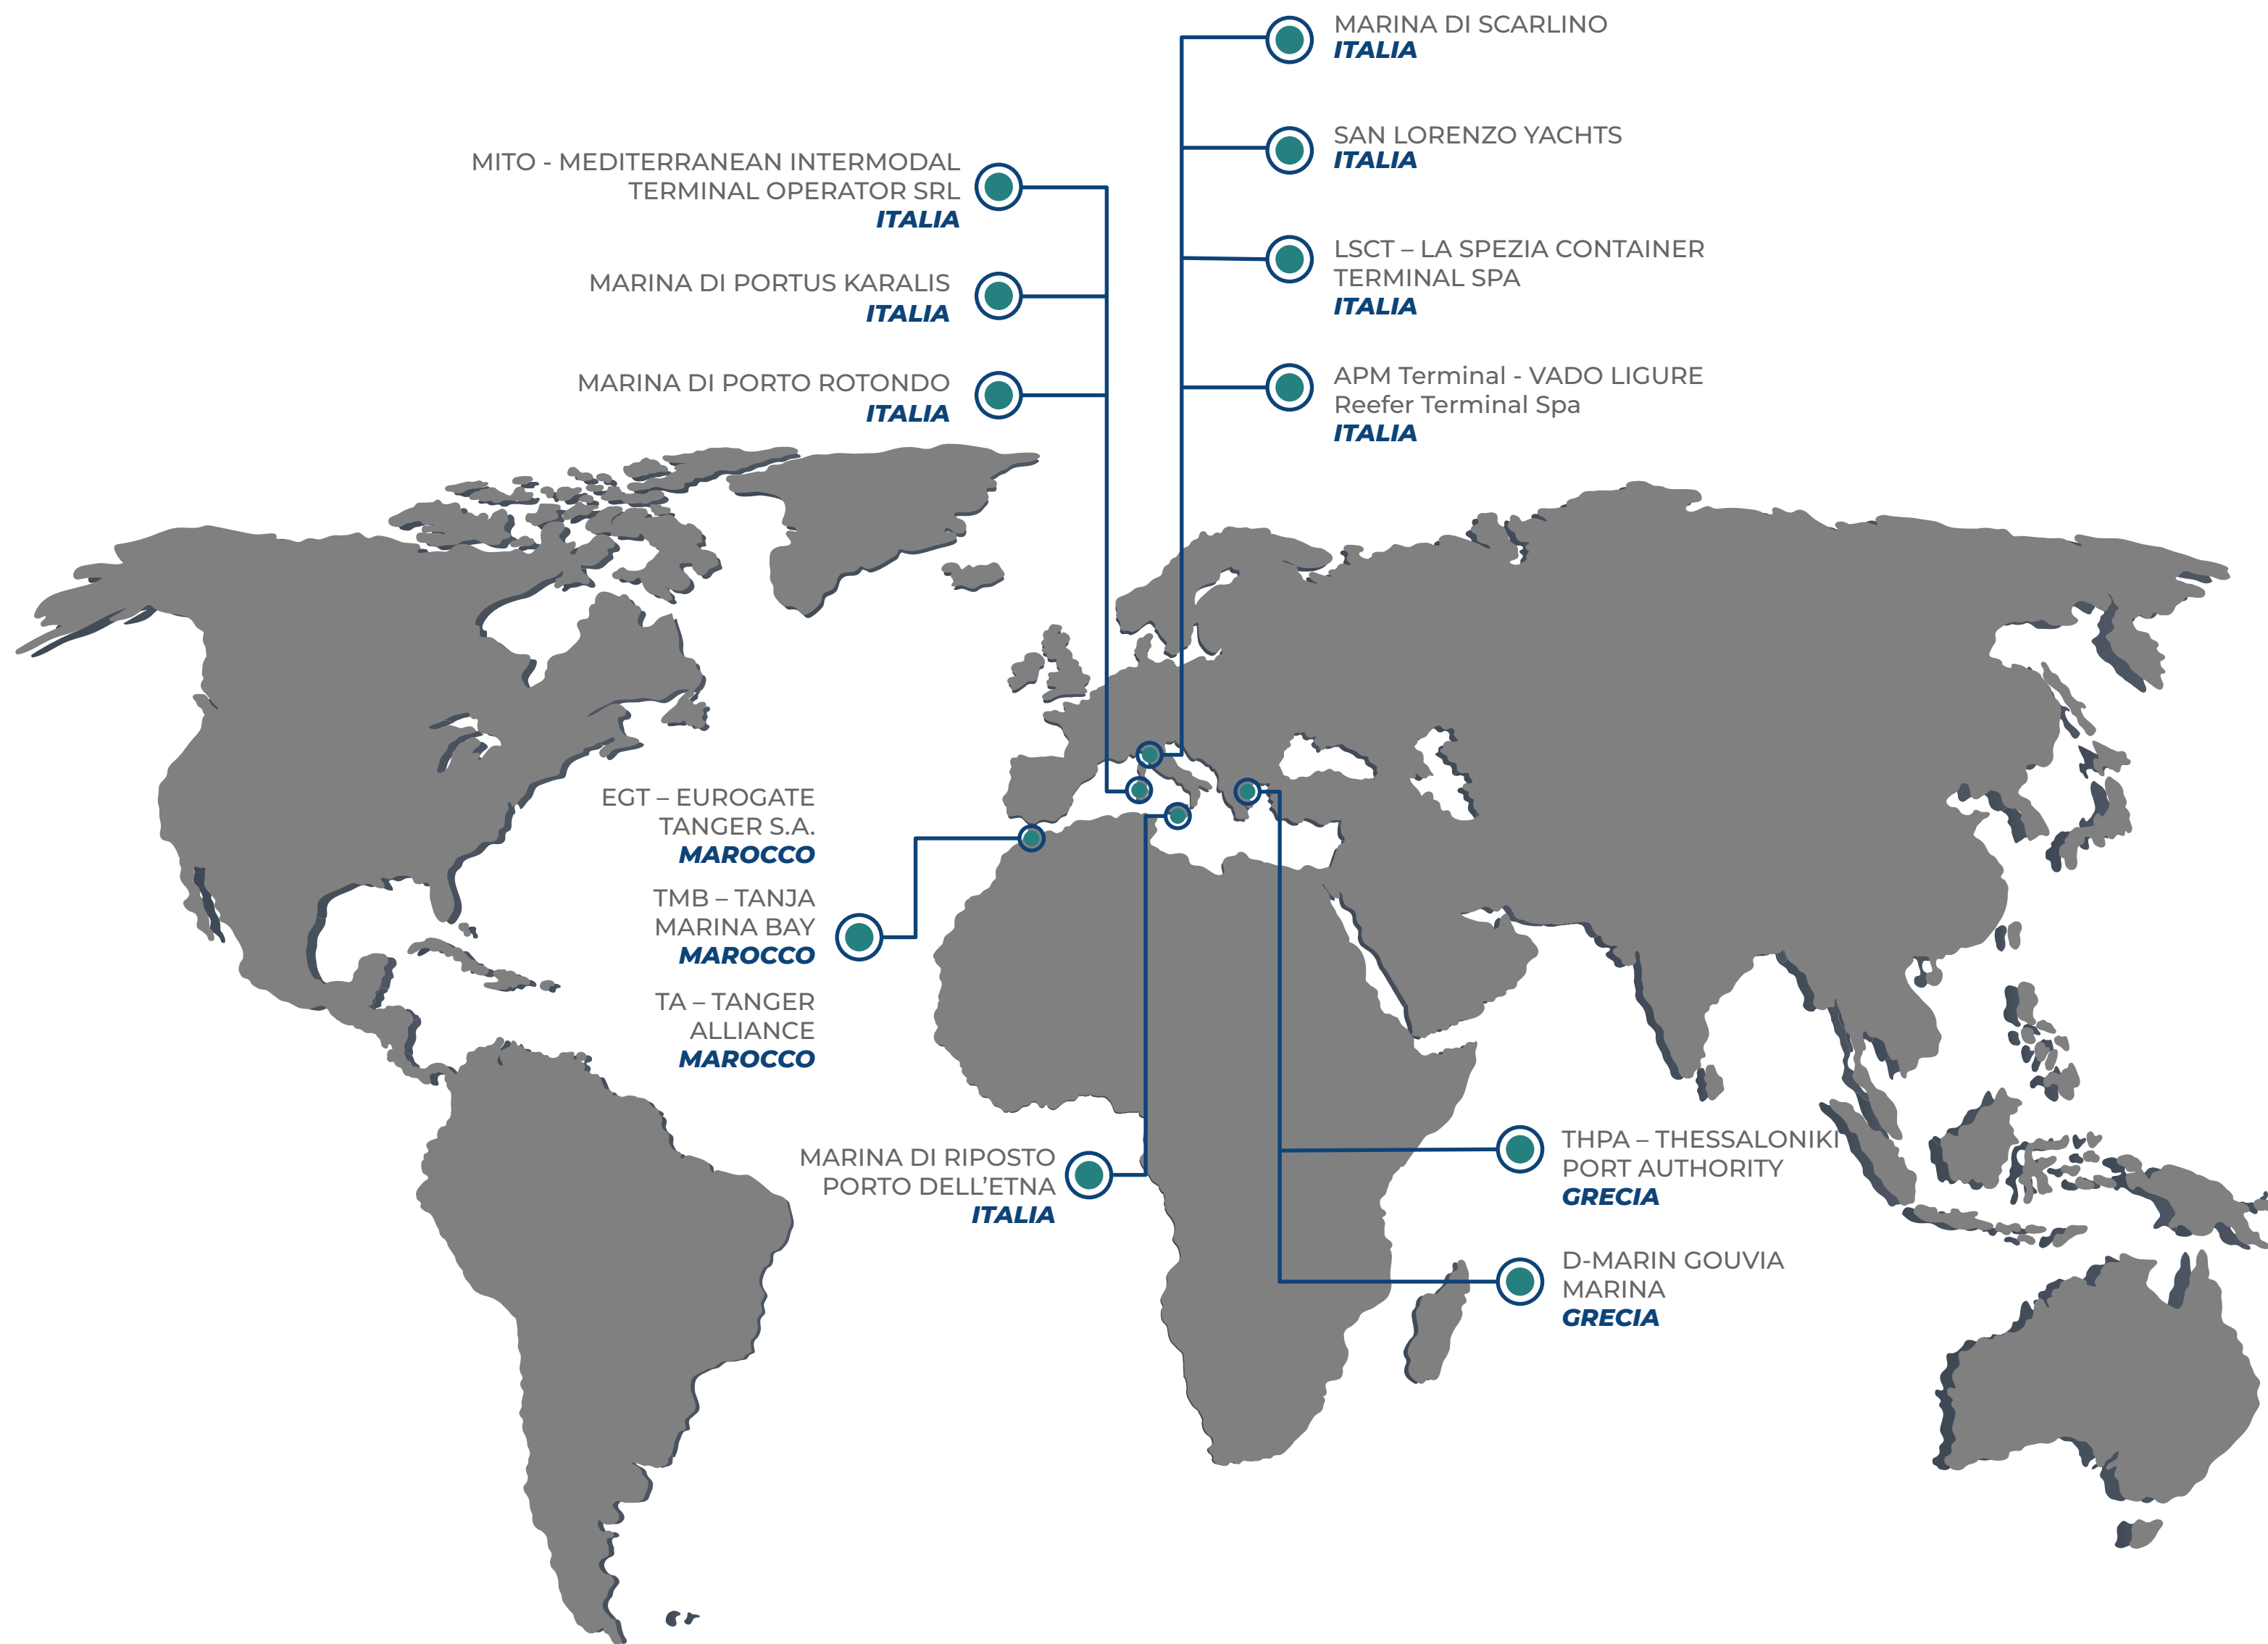 MARINA DI SCARLINO
ITALIA
SAN LORENZO YACHTS
ITALIA
MITO - MEDITERRANEAN INTERMODAL
TERMINAL OPERATOR SRL
ITALIA
LSCT – LA SPEZIA CONTAINER
TERMINAL SPA
ITALIA
MARINA DI PORTUS KARALIS
ITALIA
APM Terminal - VADO LIGURE
Reefer Terminal Spa
ITALIA
MARINA DI PORTO ROTONDO
ITALIA
EGT – EUROGATE
TANGER S.A.
MAROCCO
TMB – TANJA
MARINA BAY
MAROCCO
TA – TANGER
ALLIANCE
MAROCCO
MARINA DI RIPOSTO
PORTO DELL’ETNA
ITALIA
THPA – THESSALONIKI
PORT AUTHORITY
GRECIA
D-MARIN GOUVIA
MARINA
GRECIA